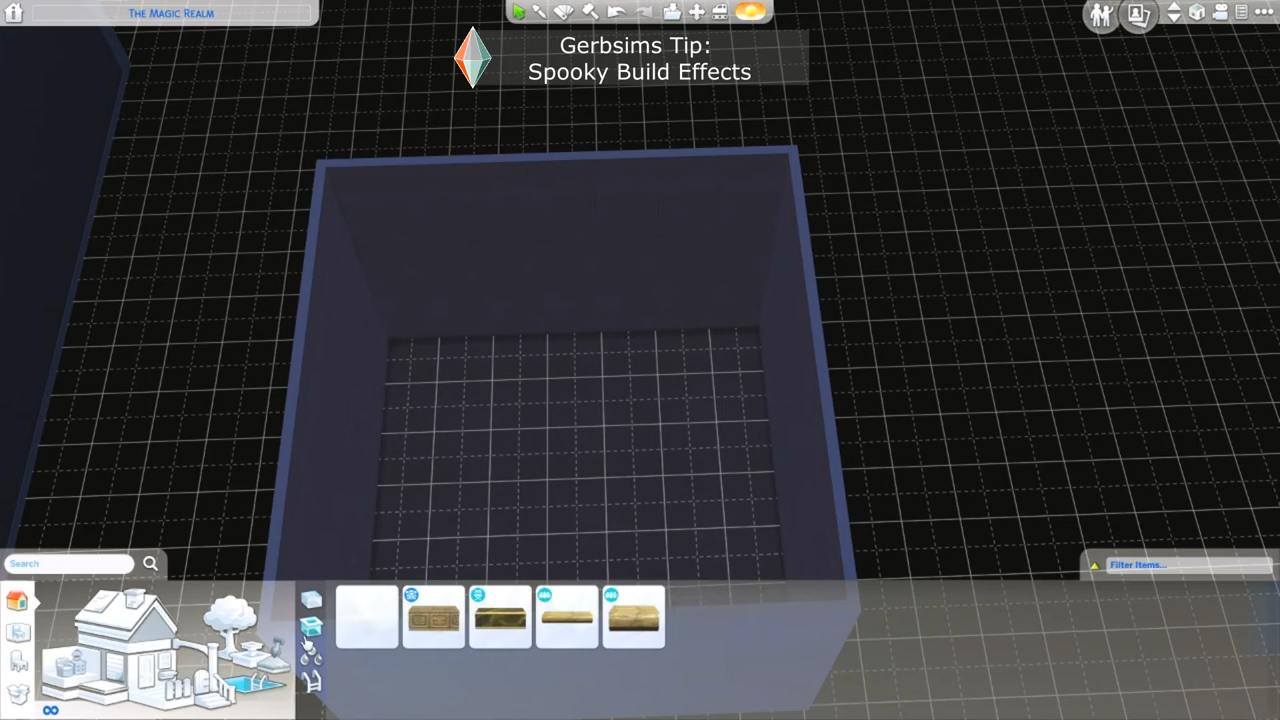 The Magic Realm
Gerbsims Tip:
Spooky Build Effects
Search
Filter Items...